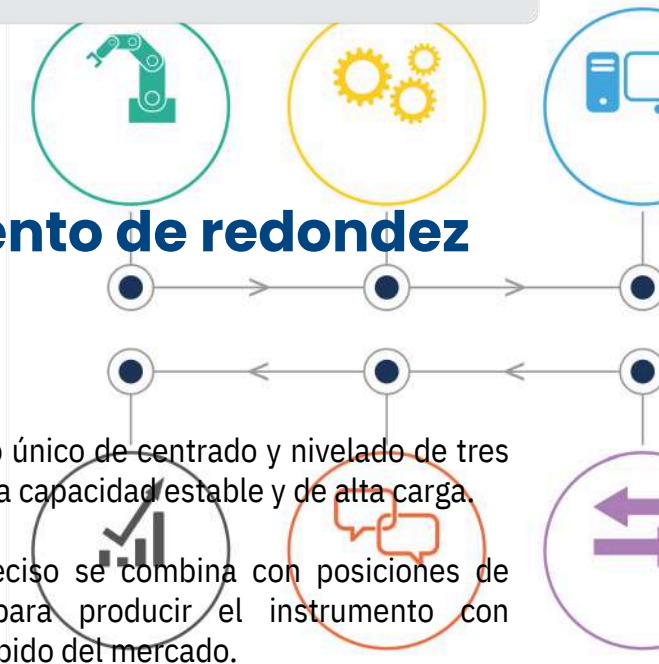 ento de redondez
o único de centrado y nivelado de tres
a capacidad estable y de alta carga.
eciso se combina con posiciones de
para producir el instrumento con
pido del mercado.